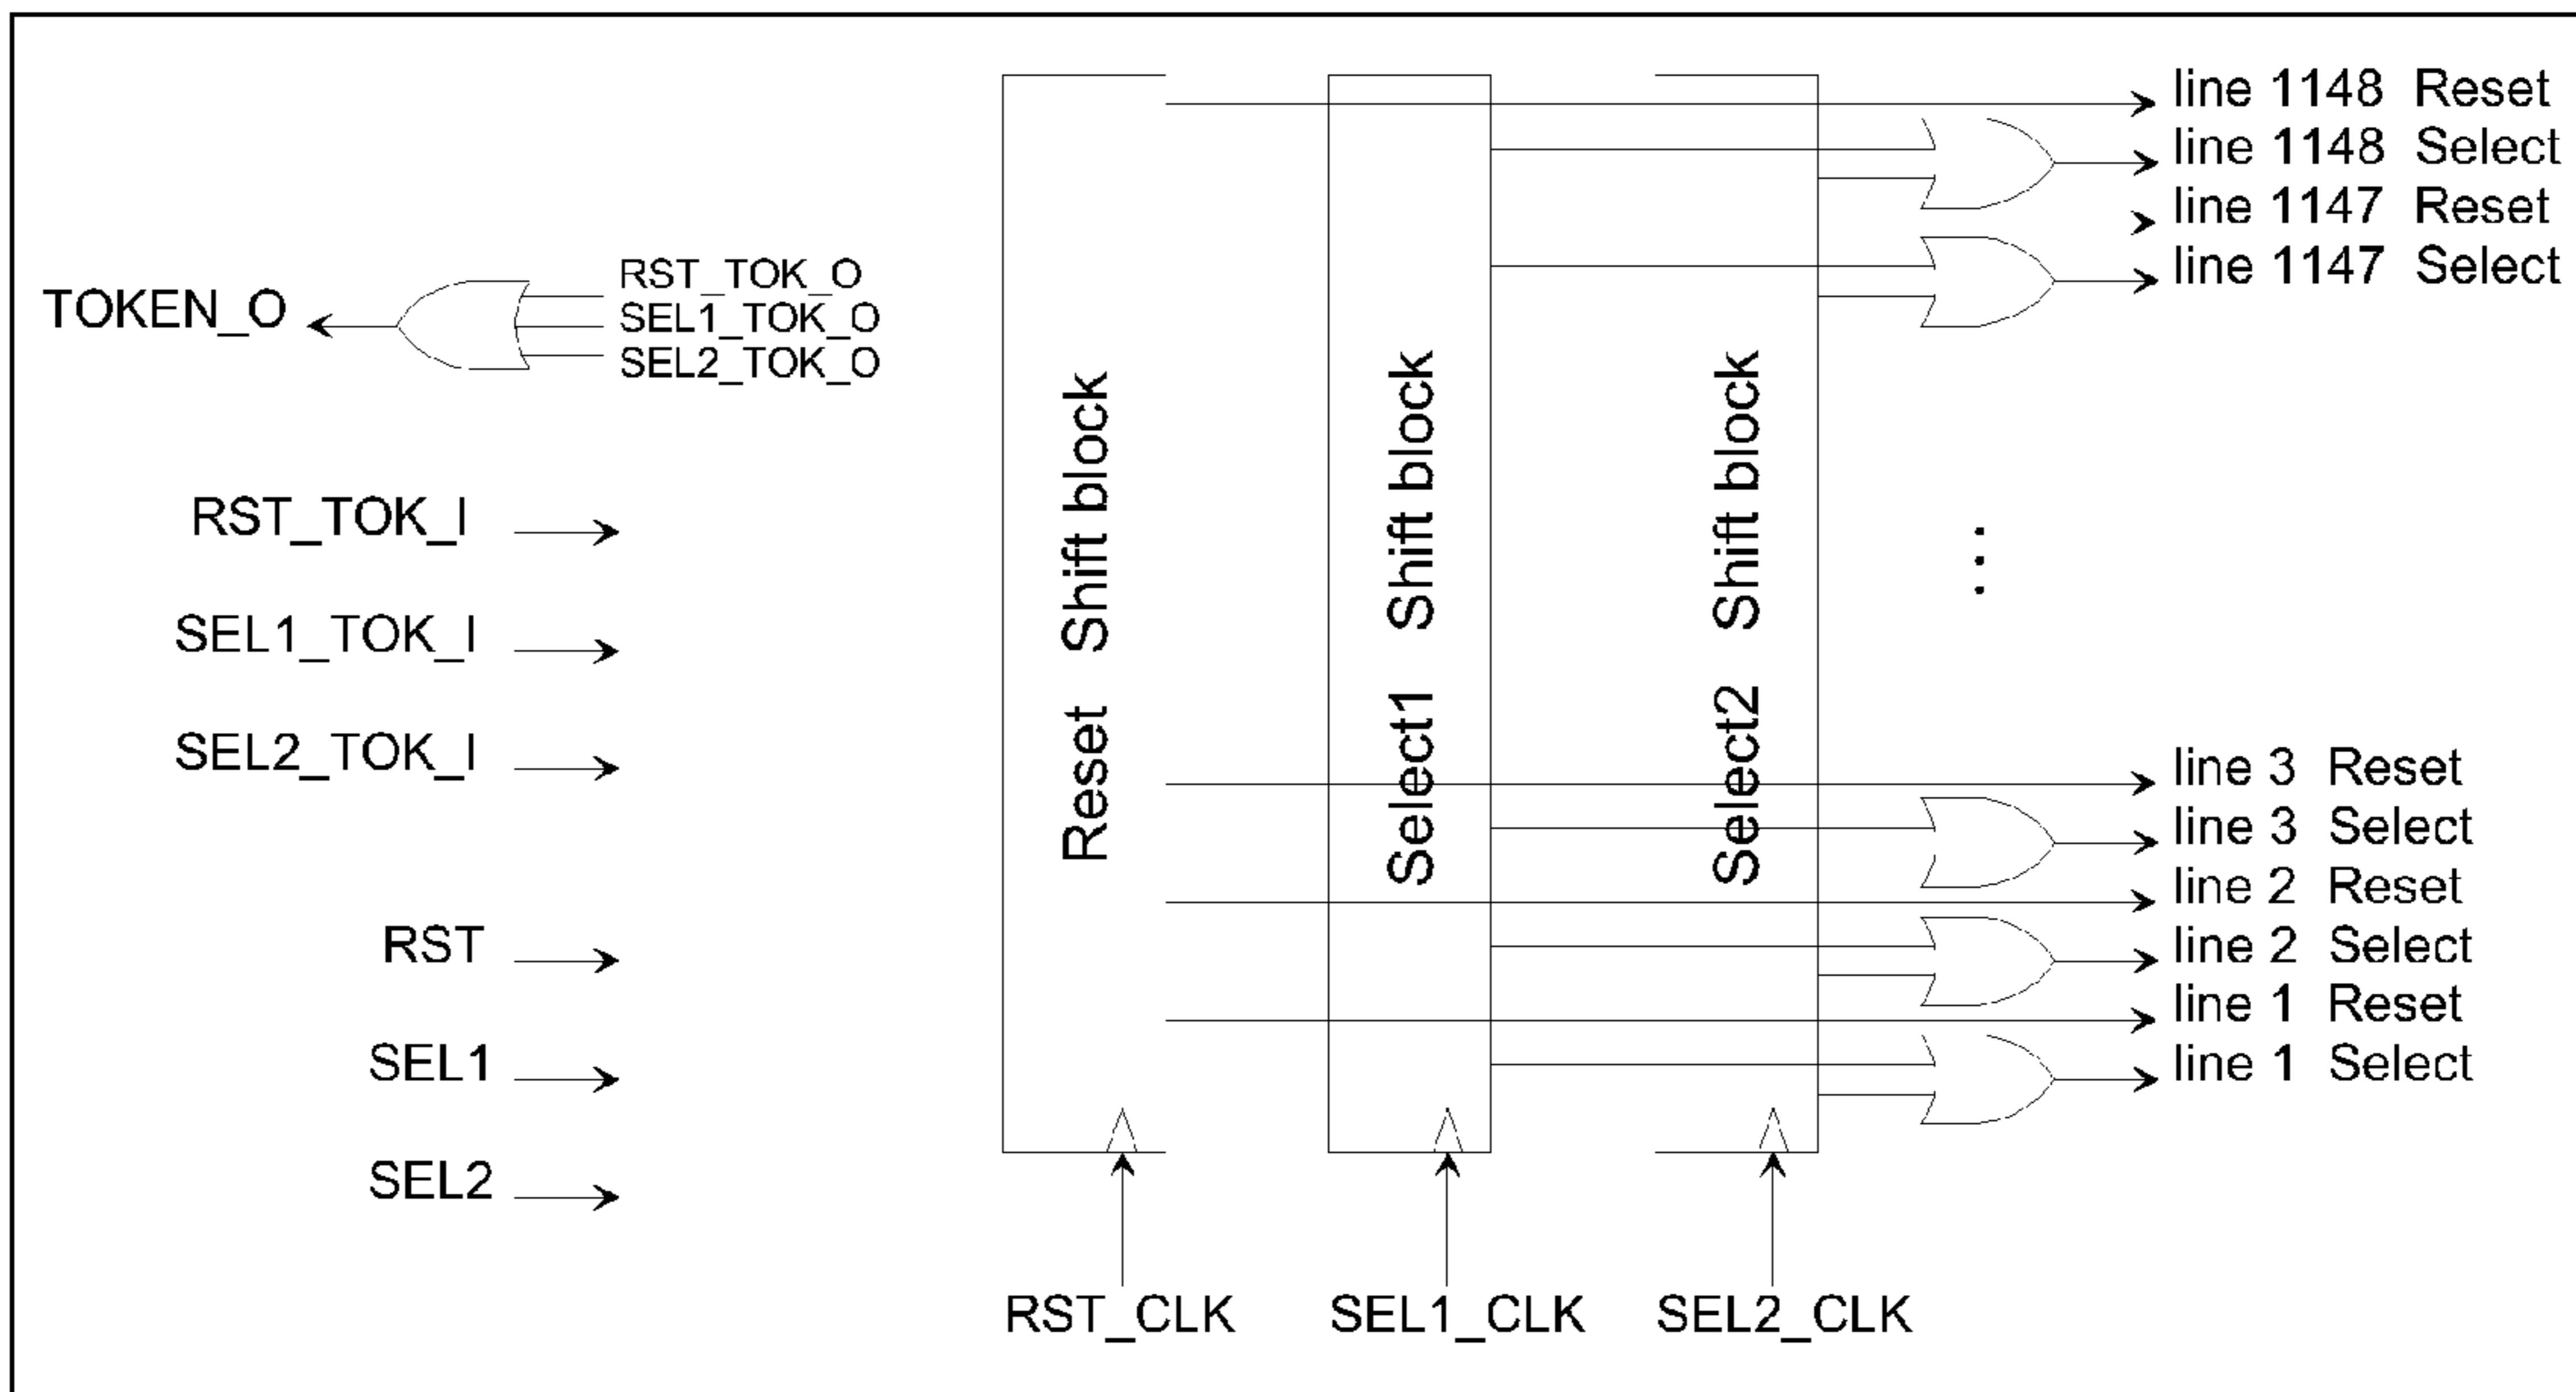 line 1148 Reset
line 1148 Select
line 1147 Reset
line 1147 Select
TOKEN_O
RST_TOK_O
SEL1_TOK_O
SEL2_TOK_O
RST_TOK_I
SEL1_TOK_I
SEL2_TOK_I
RST
SEL1
SEL2
Reset Shift block
Select1 Shift block
Select2 Shift block
line 3 Reset
line 3 Select
line 2 Reset
line 2 Select
line 1 Reset
line 1 Select
RST_CLK
SEL1_CLK
SEL2_CLK